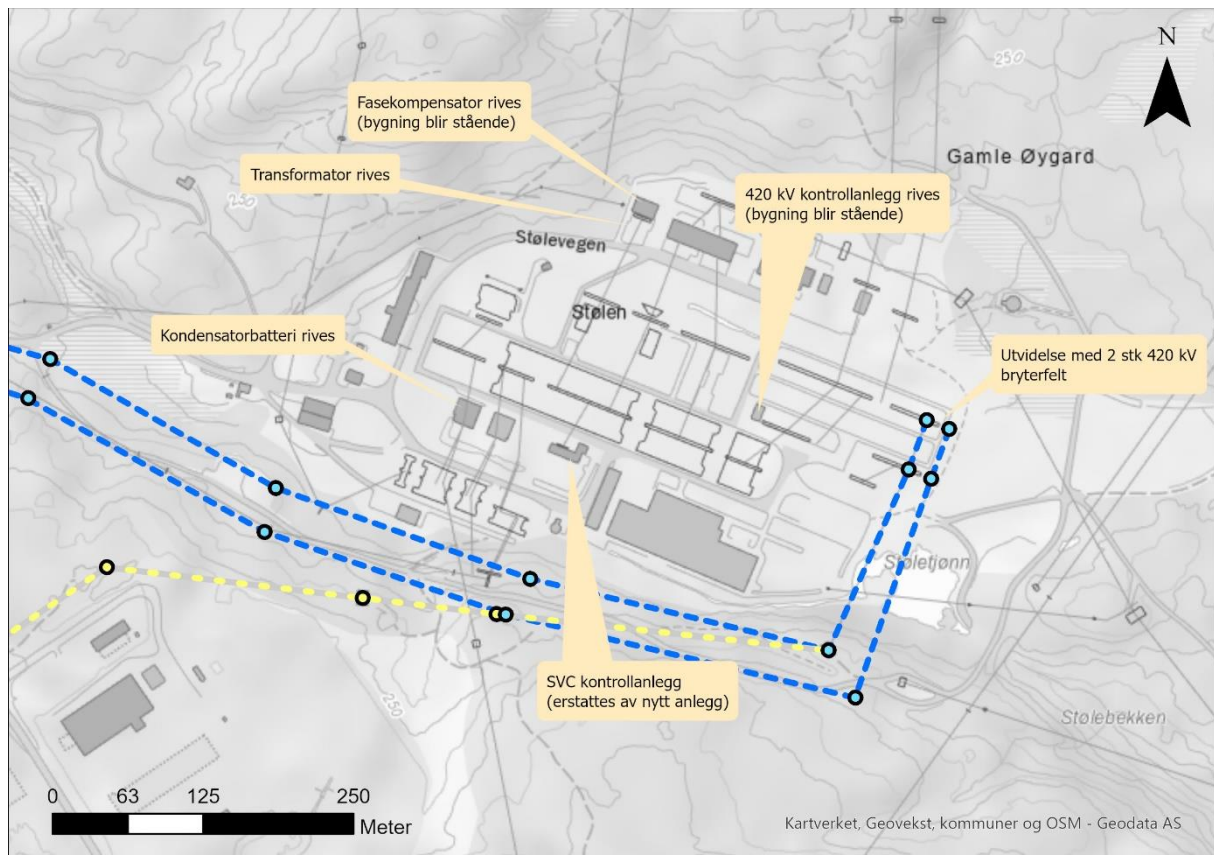 N
250
Fasekompensator rives
(bygning blir stående)
Gamle Øygard
Transformator rives
420 kV kontrollanlegg rives
(bygning blir stående)
250
Stølevegen
Stølen
Kondensatorbatteri rives
Utvidelse med 2 stk 420 kV
bryterfelt
Støletjønn
SVC kontrollanlegg
(erstattes av nytt anlegg)
250
Stølebekken
0 63 125 250
Meter
Kartverket, Geovekst, kommuner og OSM - Geodata AS